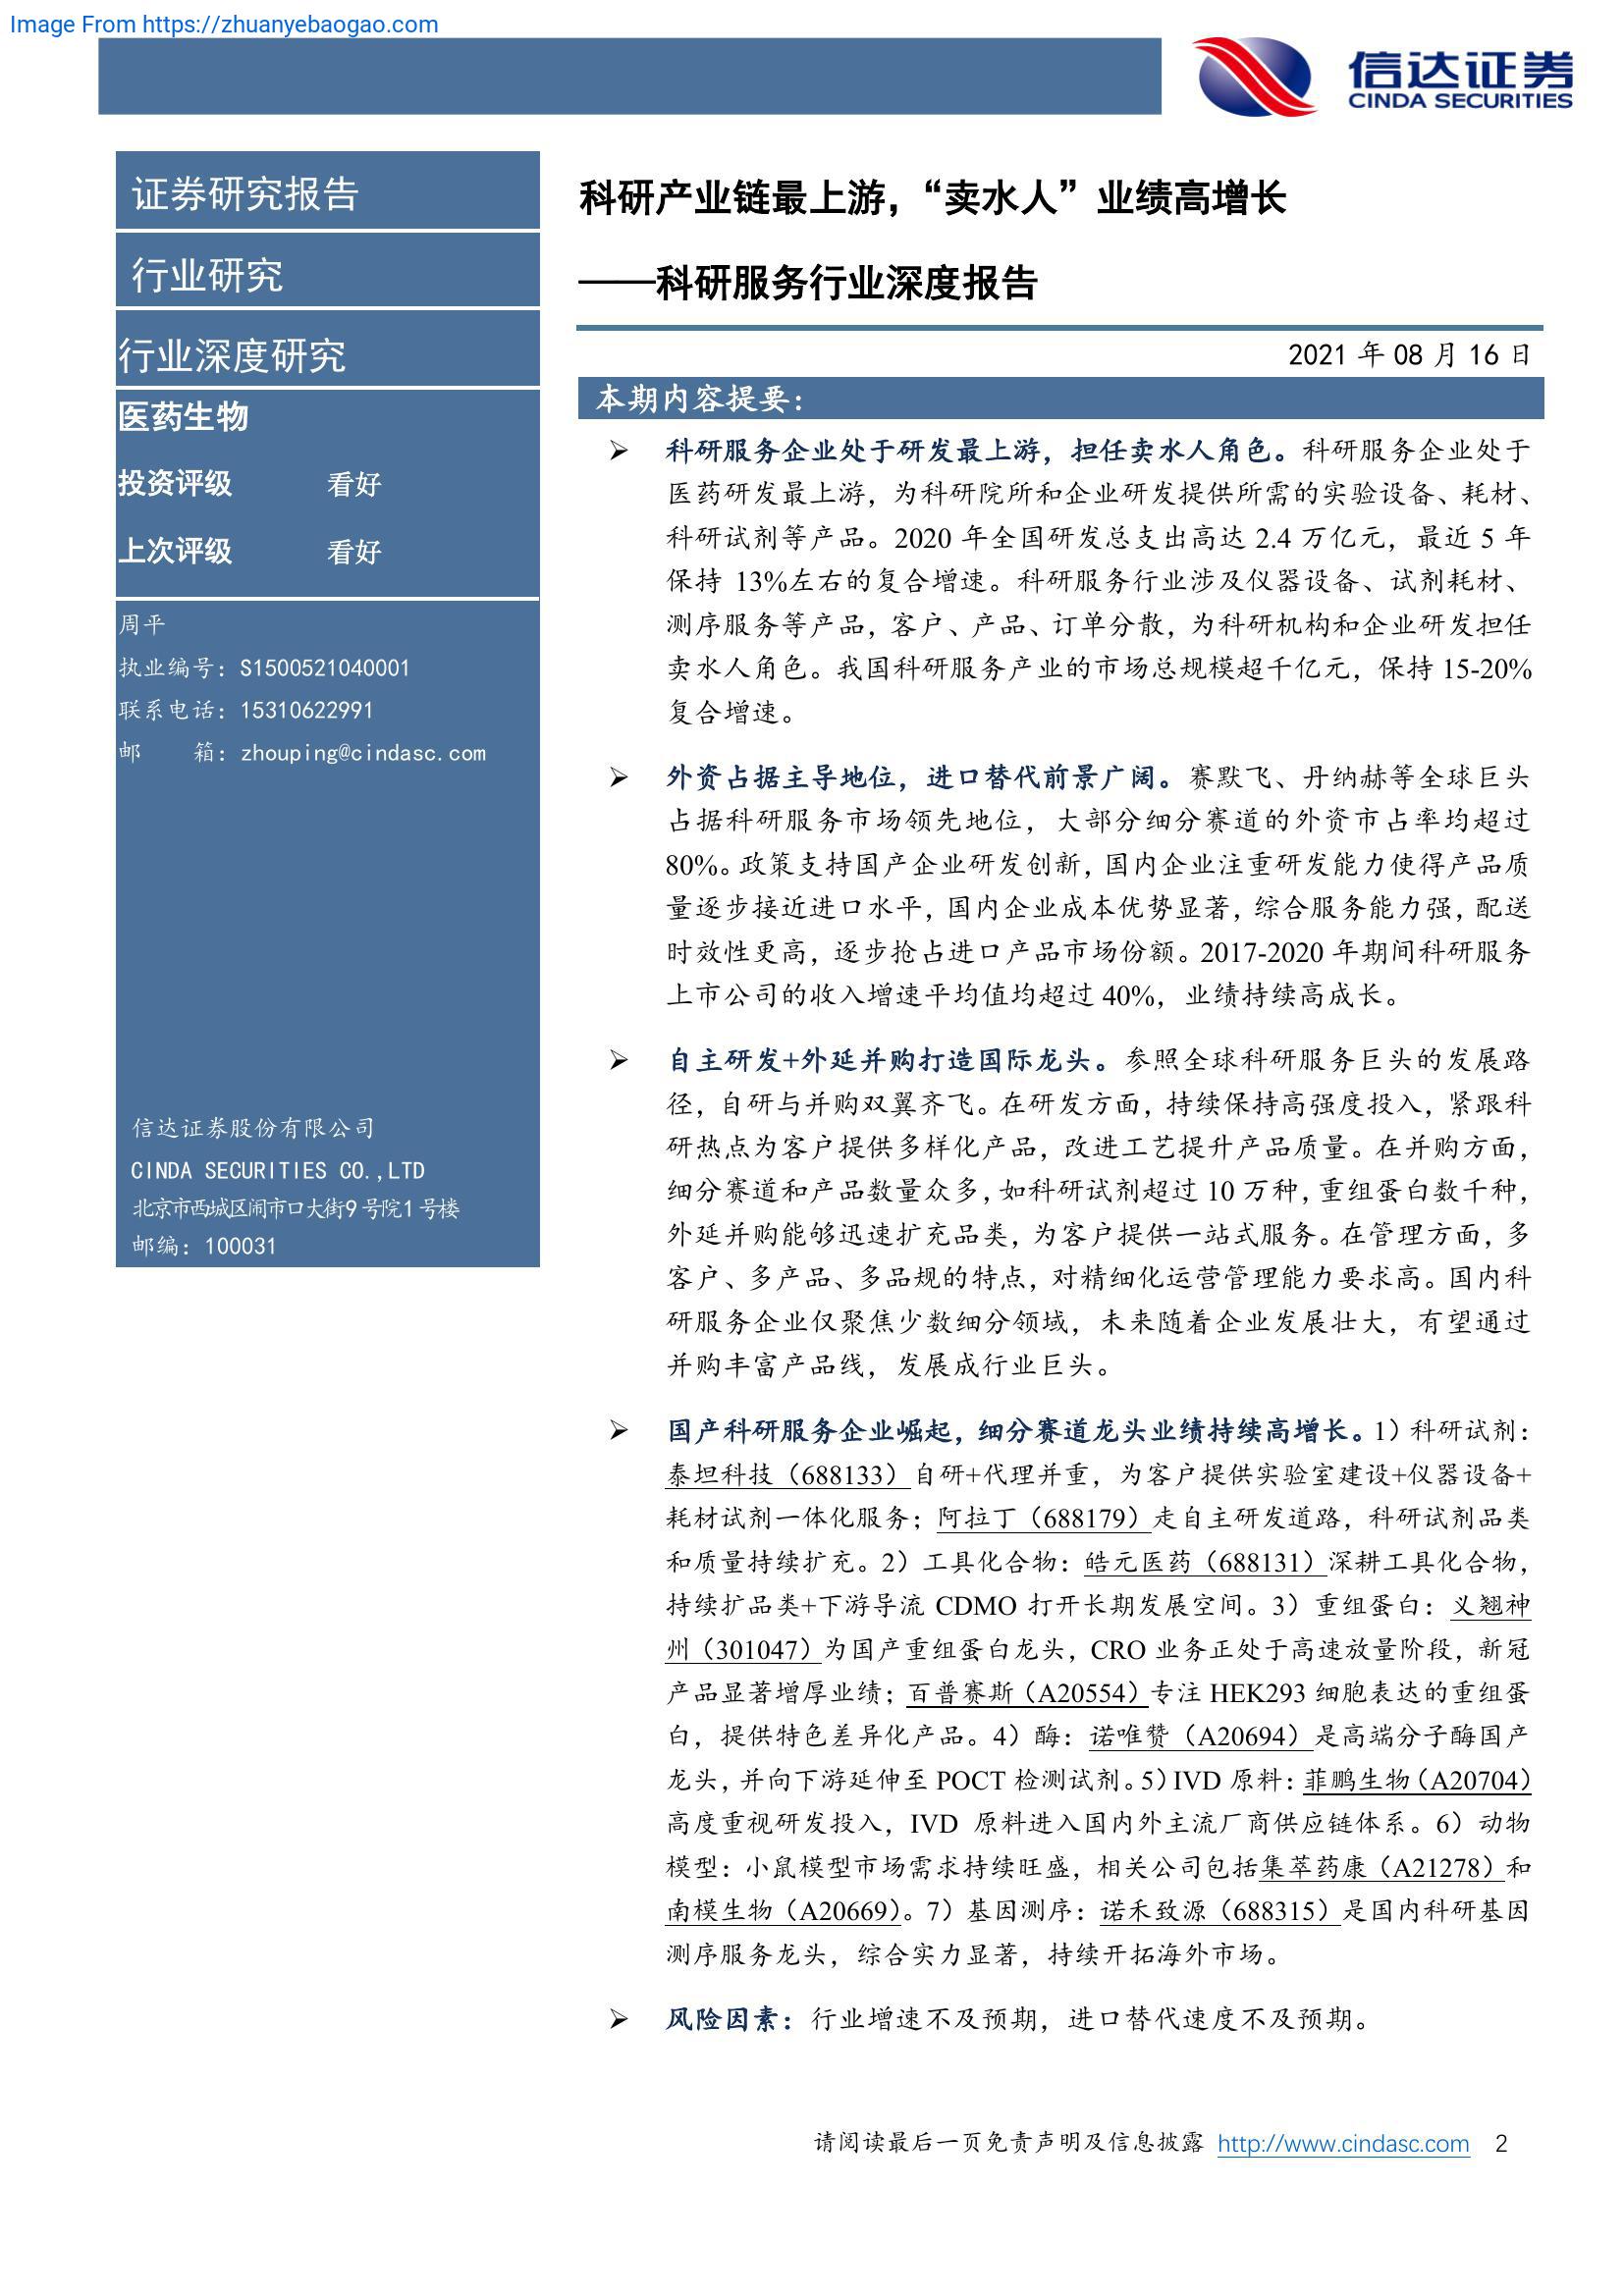 Image From https://zhuanyebaogao.com
信达证券
CINDA SECURITIES
证券研究报告
行业研究
行业深度研究
医药生物
投资评级 看好
上次评级 看好
周平
执业编号：S1500521040001
联系电话：15310622991
邮 箱：zhouping@cindasc.com
信达证券股份有限公司
CINDA SECURITIES CO.,LTD
北京市西城区闹市口大街9号院1号楼
邮编：100031
科研产业链最上游，“卖水人”业绩高增长
——科研服务行业深度报告
2021 年 08 月 16 日
本期内容提要：
➢ 科研服务企业处于研发最上游，担任卖水人角色。科研服务企业处于
医药研发最上游，为科研院所和企业研发提供所需的实验设备、耗材、
科研试剂等产品。2020 年全国研发总支出高达 2.4 万亿元，最近 5 年
保持 13%左右的复合增速。科研服务行业涉及仪器设备、试剂耗材、
测序服务等产品，客户、产品、订单分散，为科研机构和企业研发担任
卖水人角色。我国科研服务产业的市场总规模超千亿元，保持 15-20%
复合增速。
➢ 外资占据主导地位，进口替代前景广阔。赛默飞、丹纳赫等全球巨头
占据科研服务市场领先地位，大部分细分赛道的外资市占率均超过
80%。政策支持国产企业研发创新，国内企业注重研发能力使得产品质
量逐步接近进口水平，国内企业成本优势显著，综合服务能力强，配送
时效性更高，逐步抢占进口产品市场份额。2017-2020 年期间科研服务
上市公司的收入增速平均值均超过 40%，业绩持续高成长。
➢ 自主研发+外延并购打造国际龙头。参照全球科研服务巨头的发展路
径，自研与并购双翼齐飞。在研发方面，持续保持高强度投入，紧跟科
研热点为客户提供多样化产品，改进工艺提升产品质量。在并购方面，
细分赛道和产品数量众多，如科研试剂超过 10 万种，重组蛋白数千种，
外延并购能够迅速扩充品类，为客户提供一站式服务。在管理方面，多
客户、多产品、多品规的特点，对精细化运营管理能力要求高。国内科
研服务企业仅聚焦少数细分领域，未来随着企业发展壮大，有望通过
并购丰富产品线，发展成行业巨头。
➢ 国产科研服务企业崛起，细分赛道龙头业绩持续高增长。1）科研试剂：
泰坦科技（688133）自研+代理并重，为客户提供实验室建设+仪器设备+
耗材试剂一体化服务；阿拉丁（688179）走自主研发道路，科研试剂品类
和质量持续扩充。2）工具化合物：皓元医药（688131）深耕工具化合物，
持续扩品类+下游导流 CDMO 打开长期发展空间。3）重组蛋白：义翘神
州（301047）为国产重组蛋白龙头，CRO 业务正处于高速放量阶段，新冠
产品显著增厚业绩；百普赛斯（A20554）专注 HEK293 细胞表达的重组蛋
白，提供特色差异化产品。4）酶：诺唯赞（A20694）是高端分子酶国产
龙头，并向下游延伸至 POCT 检测试剂。5）IVD 原料：菲鹏生物（A20704）
高度重视研发投入，IVD 原料进入国内外主流厂商供应链体系。6）动物
模型：小鼠模型市场需求持续旺盛，相关公司包括集萃药康（A21278）和
南模生物（A20669）。7）基因测序：诺禾致源（688315）是国内科研基因
测序服务龙头，综合实力显著，持续开拓海外市场。
➢ 风险因素：行业增速不及预期，进口替代速度不及预期。
请阅读最后一页免责声明及信息披露 http://www.cindasc.com 2